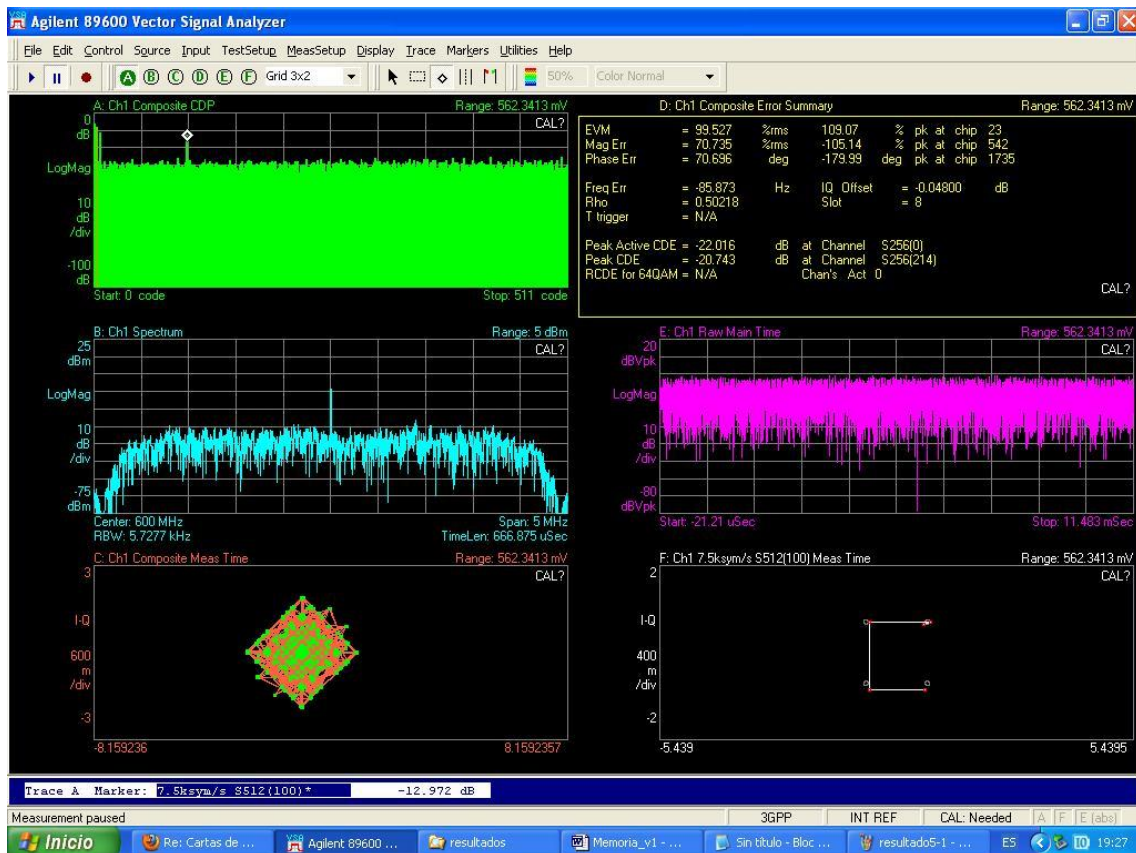 Agilent 89600 Vector Signal Analyzer
File Edit Control Source Input TestSetup MeasSetup Display Trace Markers Utilities Help
A B C D E F Grid 3x2 50% Color Normal
A: Ch1 Composite CDP Range: 562.3413 mV
CAL?
0
dB
LogMag
10
dB
/div
-100
dB
Start: 0 code Stop: 511 code
D: Ch1 Composite Error Summary Range: 562.3413 mV
EVM = 99.527 %rms 109.07 % pk at chip 23
Mag Err = 70.735 %rms -105.14 % pk at chip 542
Phase Err = 70.696 deg -179.99 deg pk at chip 1735
Freq Err = -85.873 Hz IQ Offset = -0.04800 dB
Rho = 0.50218 Slot = 8
T trigger = N/A
Peak Active CDE = -22.016 dB at Channel S256(0)
Peak CDE = -20.743 dB at Channel S256(214)
RCDE for 64QAM = N/A Chan's Act 0
CAL?
B: Ch1 Spectrum Range: 5 dBm
CAL?
25
dBm
LogMag
10
dB
/div
-75
dBm
Center: 600 MHz Span: 5 MHz
RBW: 5.7277 kHz TimeLen: 666.875 uSec
E: Ch1 Raw Main Time Range: 562.3413 mV
CAL?
20
dBVpk
LogMag
10
dB
/div
-80
dBVpk
Start: -21.21 uSec Stop: 11.483 mSec
C: Ch1 Composite Meas Time Range: 562.3413 mV
CAL?
3
I-Q
600
m
/div
-3
-8.159236 8.1592357
F: Ch1 7.5ksym/s S512(100) Meas Time Range: 562.3413 mV
CAL?
2
I-Q
400
m
/div
-2
-5.439 5.4395
Trace A Marker: 7.5ksym/s S512(100)* -12.972 dB
Measurement paused 3GPP INT REF CAL: Needed A F E (abs)
Inicio Re: Cartas de ... Agilent 89600 ... resultados Memoria_v1 - ... Sin título - Bloc ... resultado5-1 - ... ES 19:27